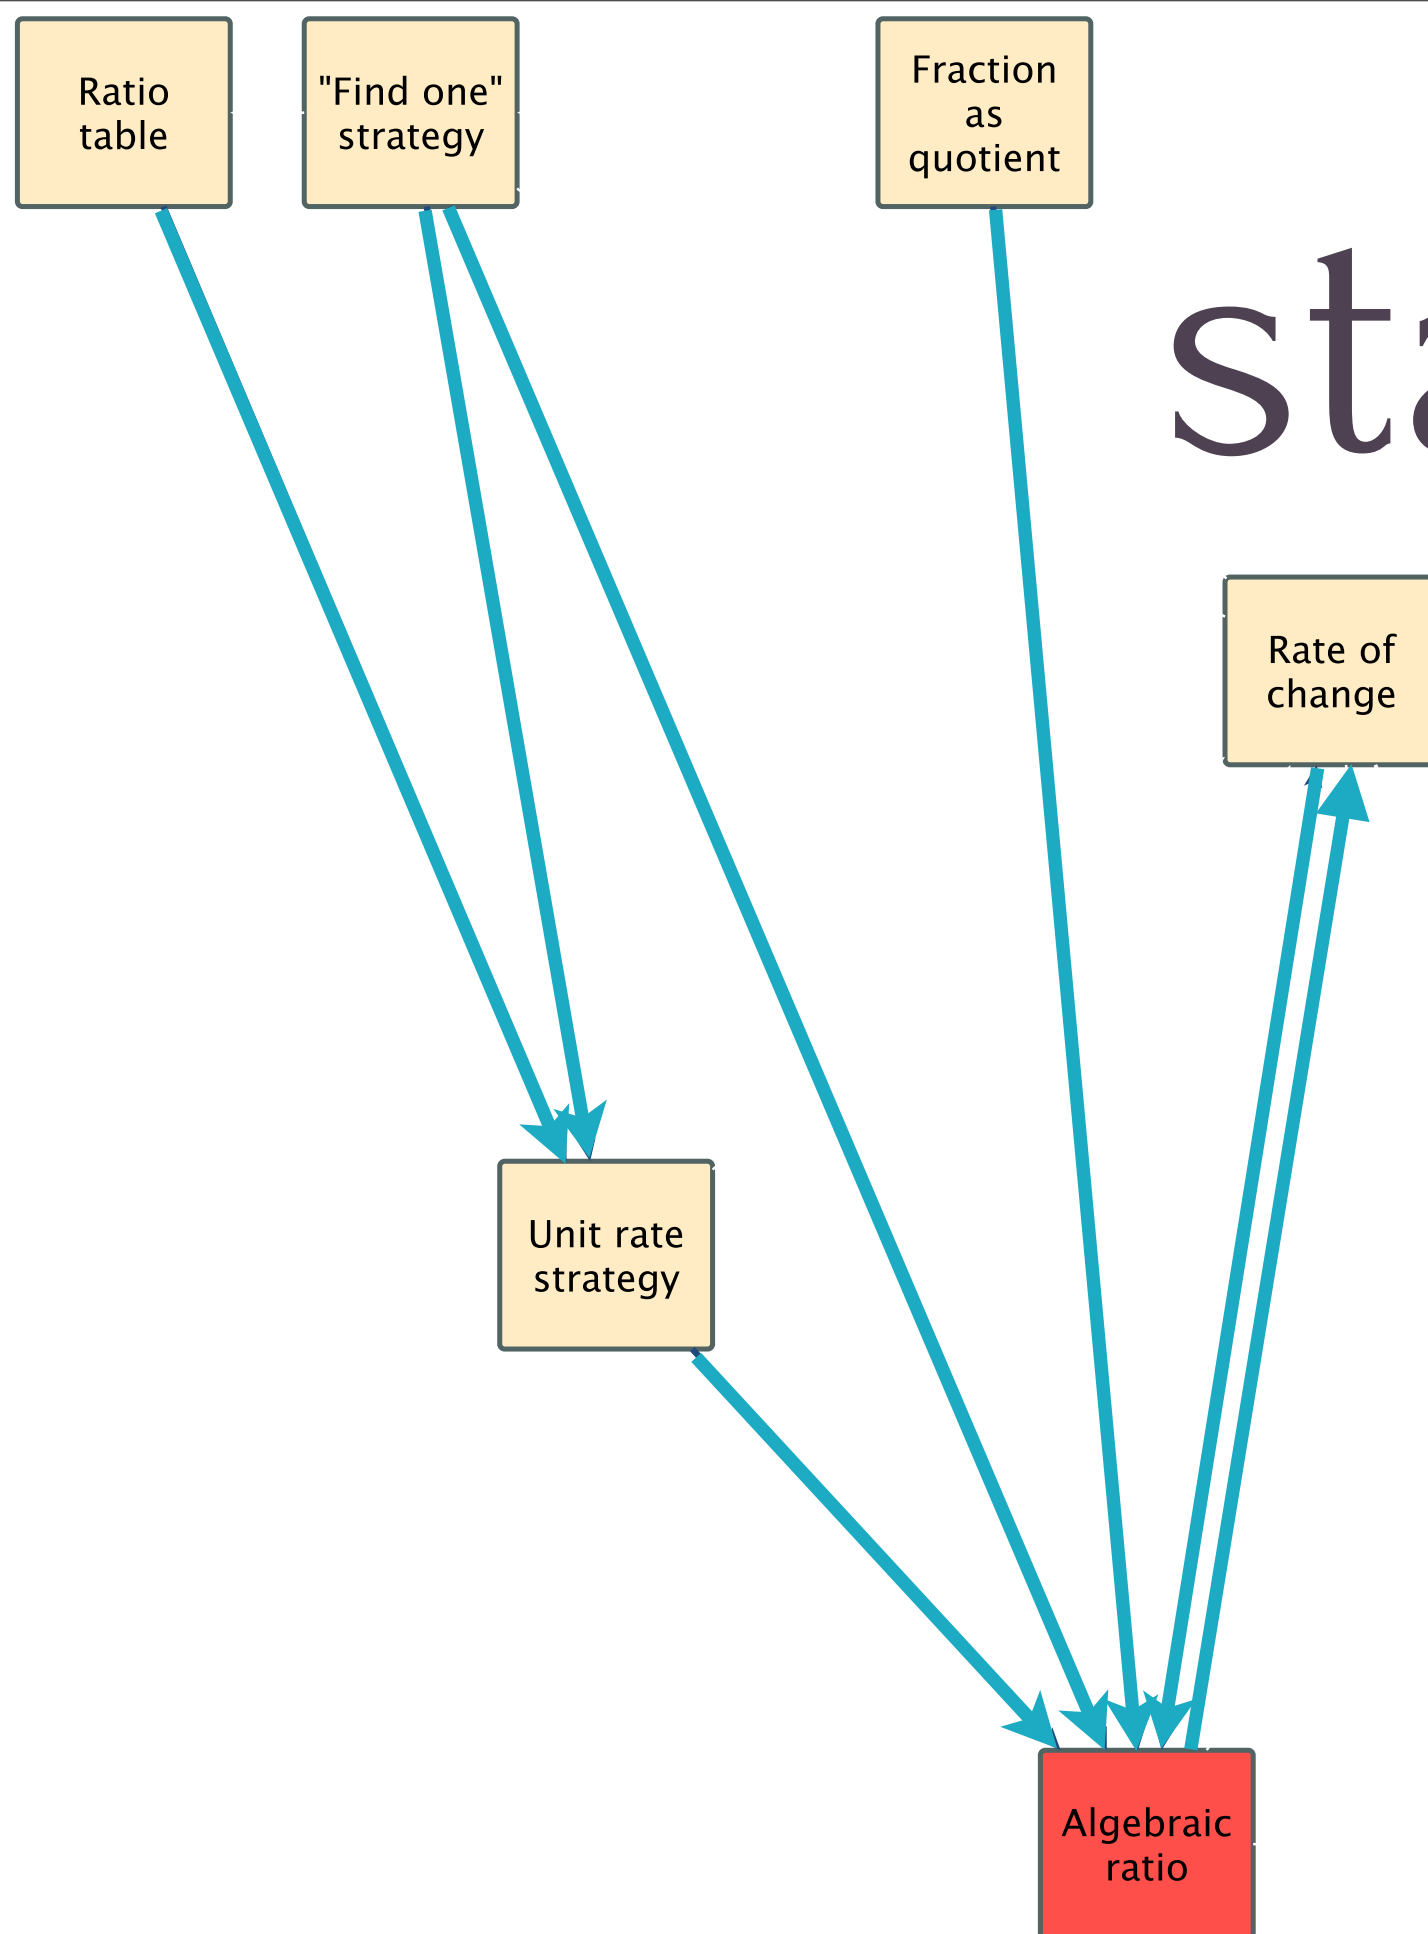 Ratio
table
"Find one"
strategy
Fraction
as
quotient
Rate of
change
Unit rate
strategy
Algebraic
ratio